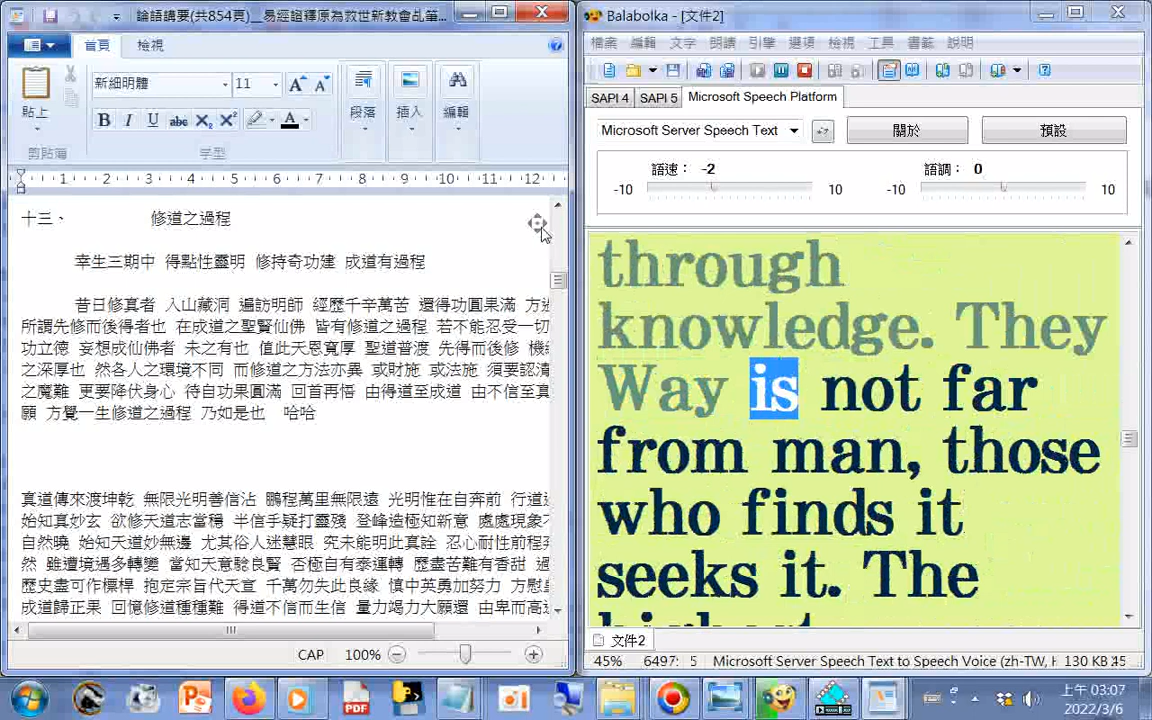 論語講要(共854頁)__易經證釋原為救世新教會乩筆...
首頁
檢視
新細明體
11
貼上
剪貼簿
B I U abc X₂ X²
字型
段落
插入
編輯
1 2 3 4 5 6 7 8 9 10 11 12
十三、 修道之過程
幸生三期中 得點性靈明 修持奇功建 成道有過程
昔日修真者 入山藏洞 遍訪明師 經歷千辛萬苦 還得功圓果滿 方
所謂先修而後得者也 在成道之聖賢仙佛 皆有修道之過程 若不能忍受一切
功立德 妄想成仙佛者 未之有也 值此天恩寬厚 聖道普渡 先得而後修 機
之深厚也 然各人之環境不同 而修道之方法亦異 或財施 或法施 須要認清
之魔難 更要降伏身心 待自功果圓滿 回首再悟 由得道至成道 由不信至真
願 方覺一生修道之過程 乃如是也 哈哈
真道傳來渡坤乾 無限光明善信沾 鵬程萬里無限遠 光明惟在自奔前 行道
始知真妙玄 欲修天道志當穩 半信半疑打靈殘 登峰造極知新意 處處現象
自然曉 始知天道妙無邊 尤其俗人迷慧眼 究未能明此真詮 忍心耐性前程
然 雖遭境遇多轉變 當知天意驗良賢 否極自有泰運轉 歷盡苦難有香甜 過
歷史盡可作標桿 抱定宗旨代天宣 千萬勿失此良緣 慎中英勇加努力 方慰
成道歸正果 回憶修道種種難 得道不信而生信 量力竭力大願還 由卑而高
CAP 100%
Balabolka - [文件2]
檔案 編輯 文字 朗讀 引擎 選項 檢視 工具 書籤 說明
SAPI 4 SAPI 5 Microsoft Speech Platform
Microsoft Server Speech Text
關於
預設
語速: -2
-10 10
語調: 0
-10 10
through
knowledge. They
Way is not far
from man, those
who finds it
seeks it. The
文件2
45% 6497: 5 Microsoft Server Speech Text to Speech Voice (zh-TW, H 130 KB
上午 03:07
2022/3/6